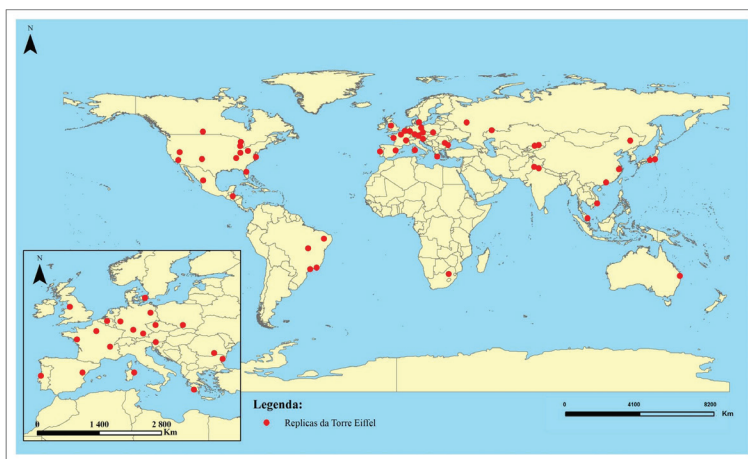 N
N
0 1 400 2 800
Km
Legenda:
Replicas da Torre Eiffel
0 4100 8200
Km